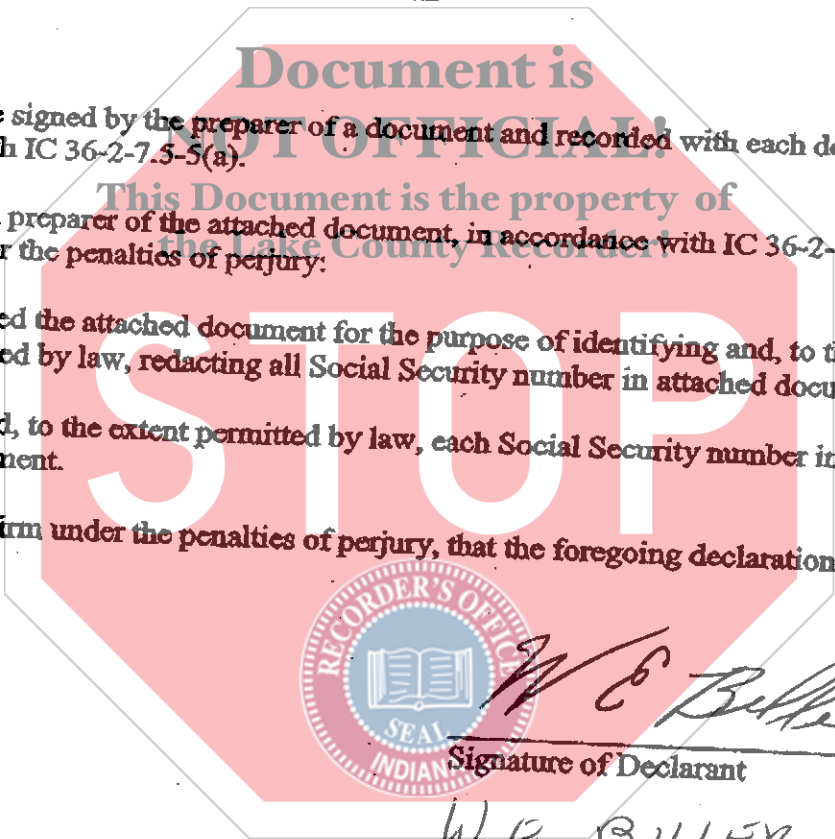 Document is
e signed by the preparer of a document and recorded with each do
NOT OFFICIAL!
h IC 36-2-7.5-5(a).
This Document is the property of
preparer of the attached document, in accordance with IC 36-2-
the Lake County Recorder!
r the penalties of perjury:
ed the attached document for the purpose of identifying and, to t
ed by law, redacting all Social Security number in attached docu
STOP
d, to the extent permitted by law, each Social Security number in
ment.
irm under the penalties of perjury, that the foregoing declaration
RECORDER'S OFFICE
SEAL
INDIANA
W E
Signature of Declarant
W E